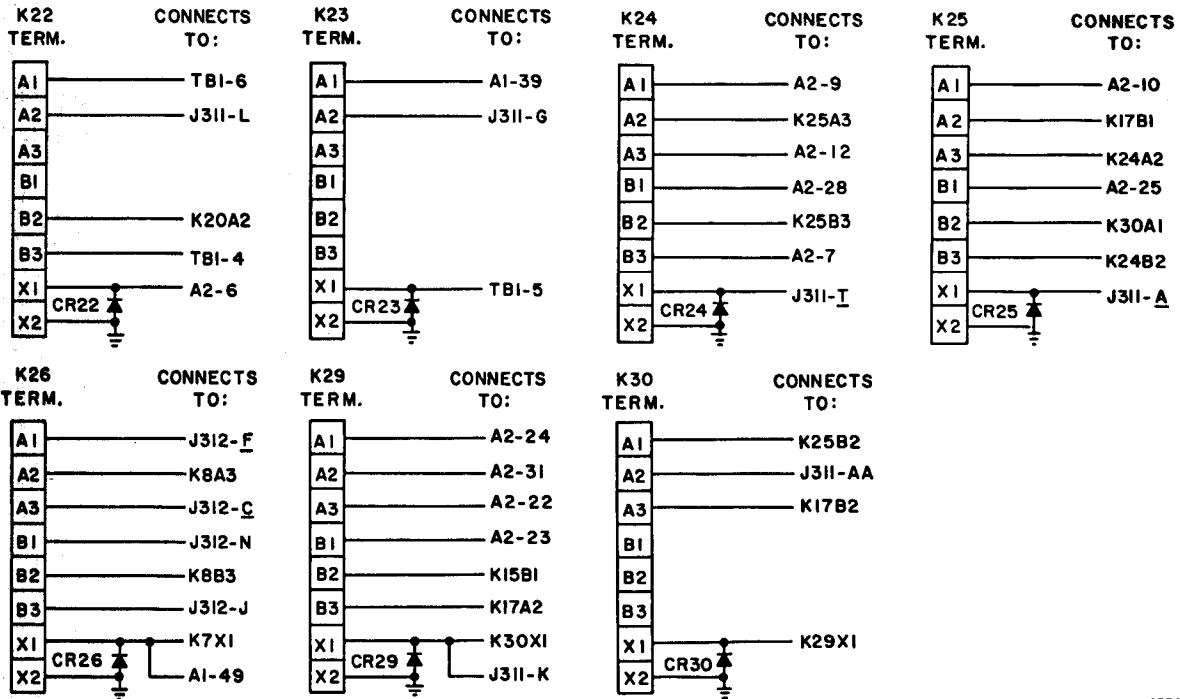 K22 CONNECTS
TERM. TO:
A1 TB1-6
A2 J311-L
A3
B1
B2 K20A2
B3 TB1-4
X1 A2-6
CR22
X2
K23 CONNECTS
TERM. TO:
A1 A1-39
A2 J311-G
A3
B1
B2
B3
X1 TB1-5
CR23
X2
K24 CONNECTS
TERM. TO:
A1 A2-9
A2 K25A3
A3 A2-12
B1 A2-28
B2 K25B3
B3 A2-7
X1 J311-T
CR24
X2
K25 CONNECTS
TERM. TO:
A1 A2-10
A2 K17B1
A3 K24A2
B1 A2-25
B2 K30A1
B3 K24B2
X1 J311-A
CR25
X2
K26 CONNECTS
TERM. TO:
A1 J312-F
A2 K8A3
A3 J312-C
B1 J312-N
B2 K8B3
B3 J312-J
X1 K7X1
CR26
X2 A1-49
K29 CONNECTS
TERM. TO:
A1 A2-24
A2 A2-31
A3 A2-22
B1 A2-23
B2 K15B1
B3 K17A2
X1 K30X1
CR29
X2 J311-K
K30 CONNECTS
TERM. TO:
A1 K25B2
A2 J311-AA
A3 K17B2
B1
B2
B3
X1 K29X1
CR30
X2